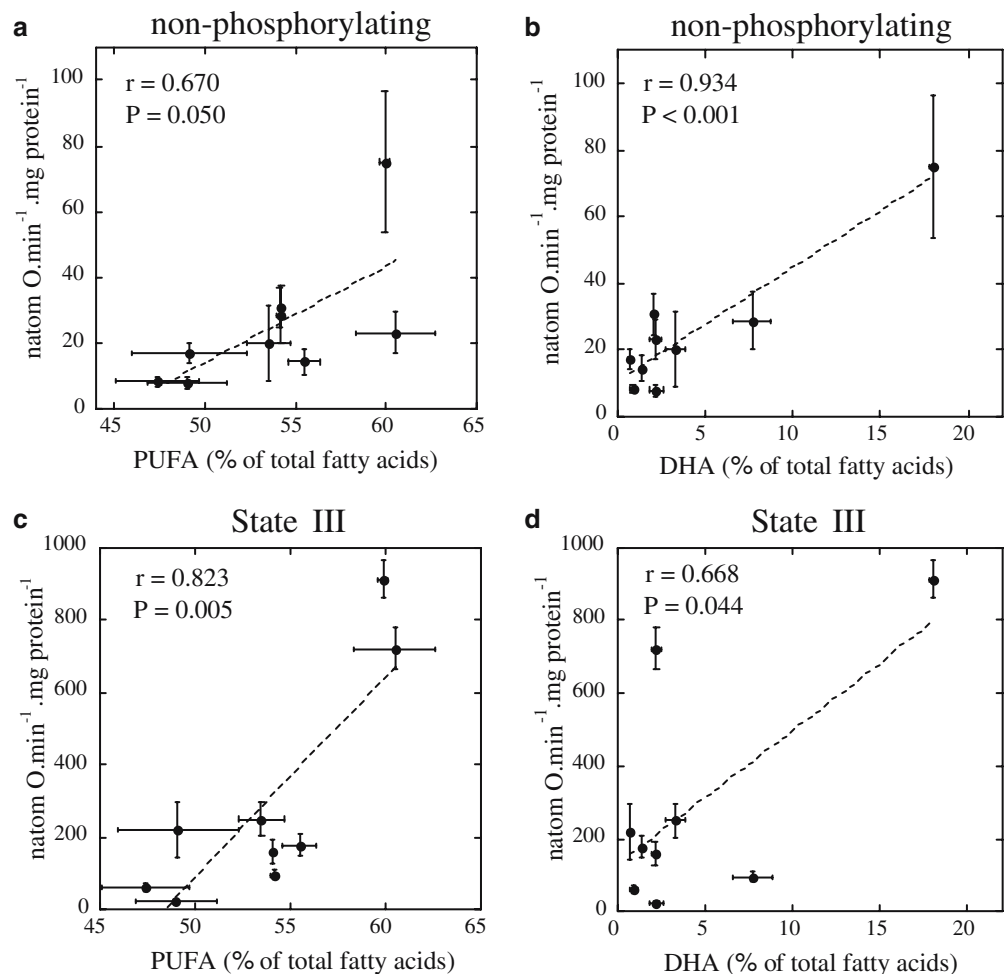 a
non-phosphorylating
natom O.min⁻¹.mg protein⁻¹
100
80
60
40
20
0
r = 0.670
P = 0.050
45
50
55
60
65
PUFA (% of total fatty acids)
b
non-phosphorylating
natom O.min⁻¹.mg protein⁻¹
100
80
60
40
20
0
r = 0.934
P < 0.001
0
5
10
15
20
DHA (% of total fatty acids)
c
State III
natom O.min⁻¹.mg protein⁻¹
1000
800
600
400
200
0
r = 0.823
P = 0.005
45
50
55
60
65
PUFA (% of total fatty acids)
d
State III
natom O.min⁻¹.mg protein⁻¹
1000
800
600
400
200
0
r = 0.668
P = 0.044
0
5
10
15
20
DHA (% of total fatty acids)